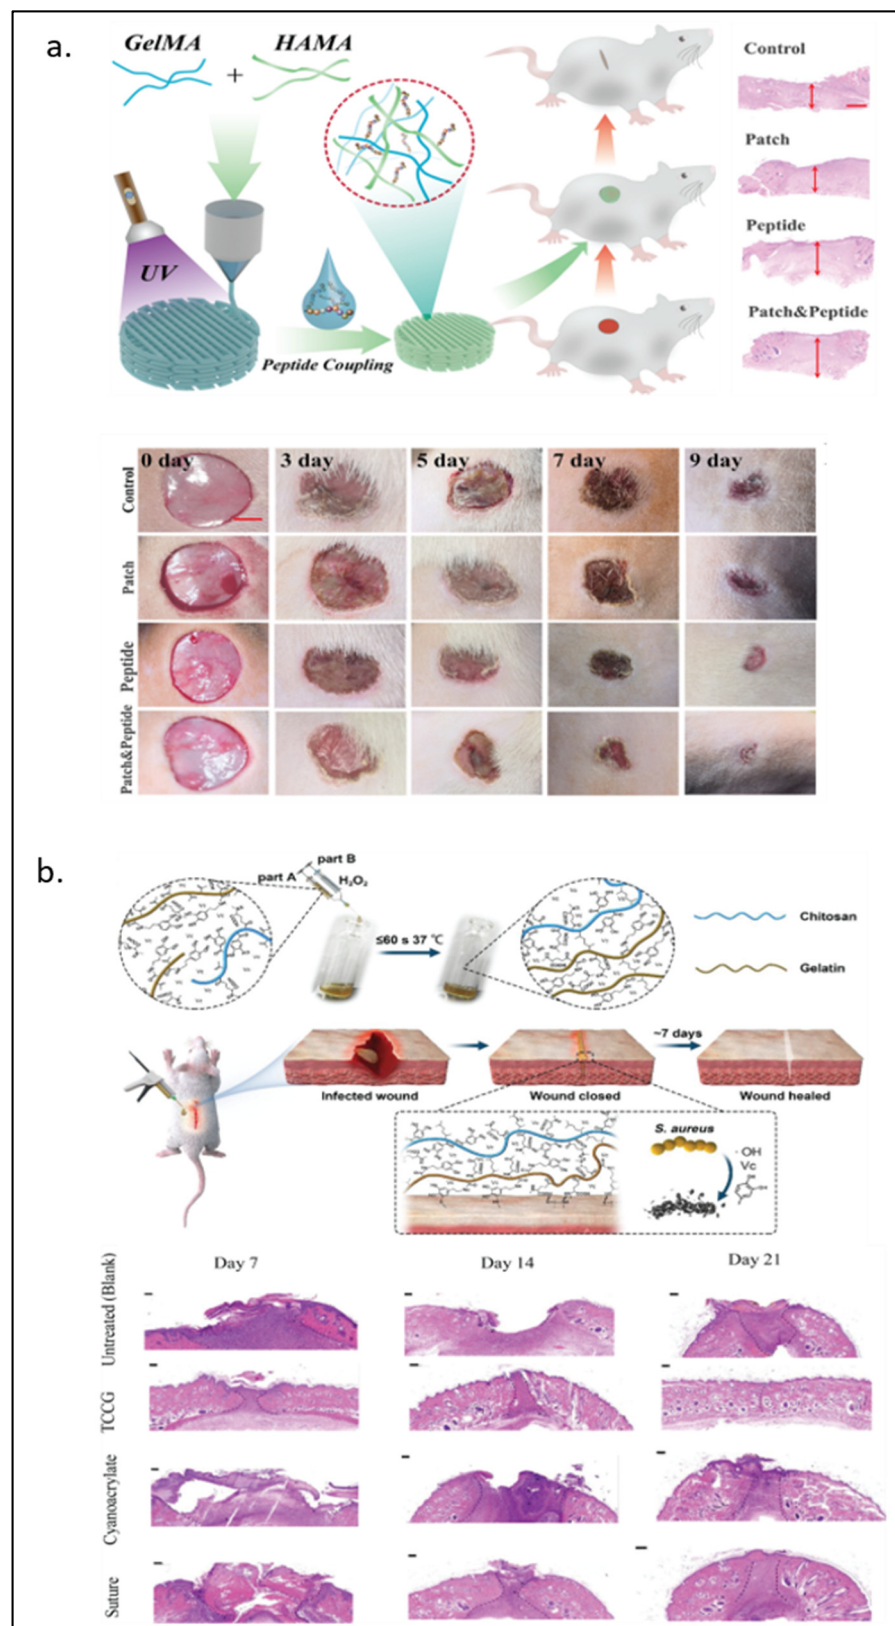 a.
GelMA
+
HAMA
UV
Peptide Coupling
Control
Patch
Peptide
Patch&Peptide
0 day
3 day
5 day
7 day
9 day
Control
Patch
Peptide
Patch&Peptide
b.
part A
part B
H₂O₂
≤60 s 37 ℃
Chitosan
Gelatin
~7 days
Infected wound
Wound closed
Wound healed
S. aureus
· OH
Vc
Day 7
Day 14
Day 21
Untreated (Blank)
TCCG
Cyanoacrylate
Suture